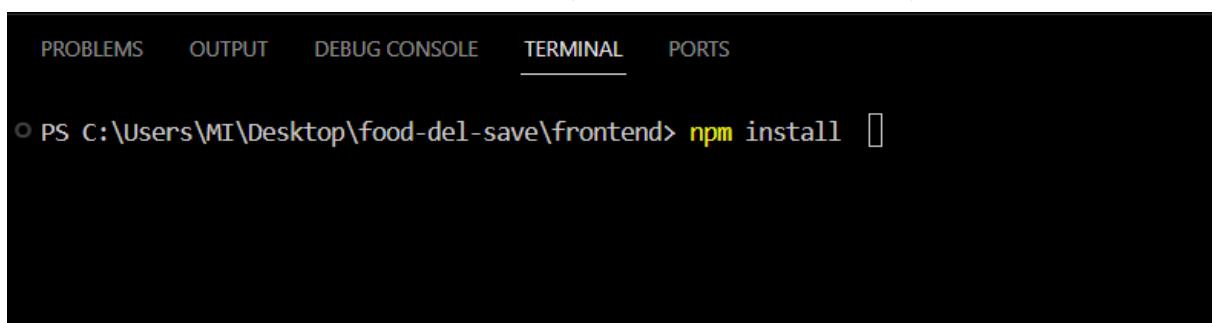 PROBLEMS OUTPUT DEBUG CONSOLE TERMINAL PORTS
PS C:\Users\MI\Desktop\food-del-save\frontend> npm install